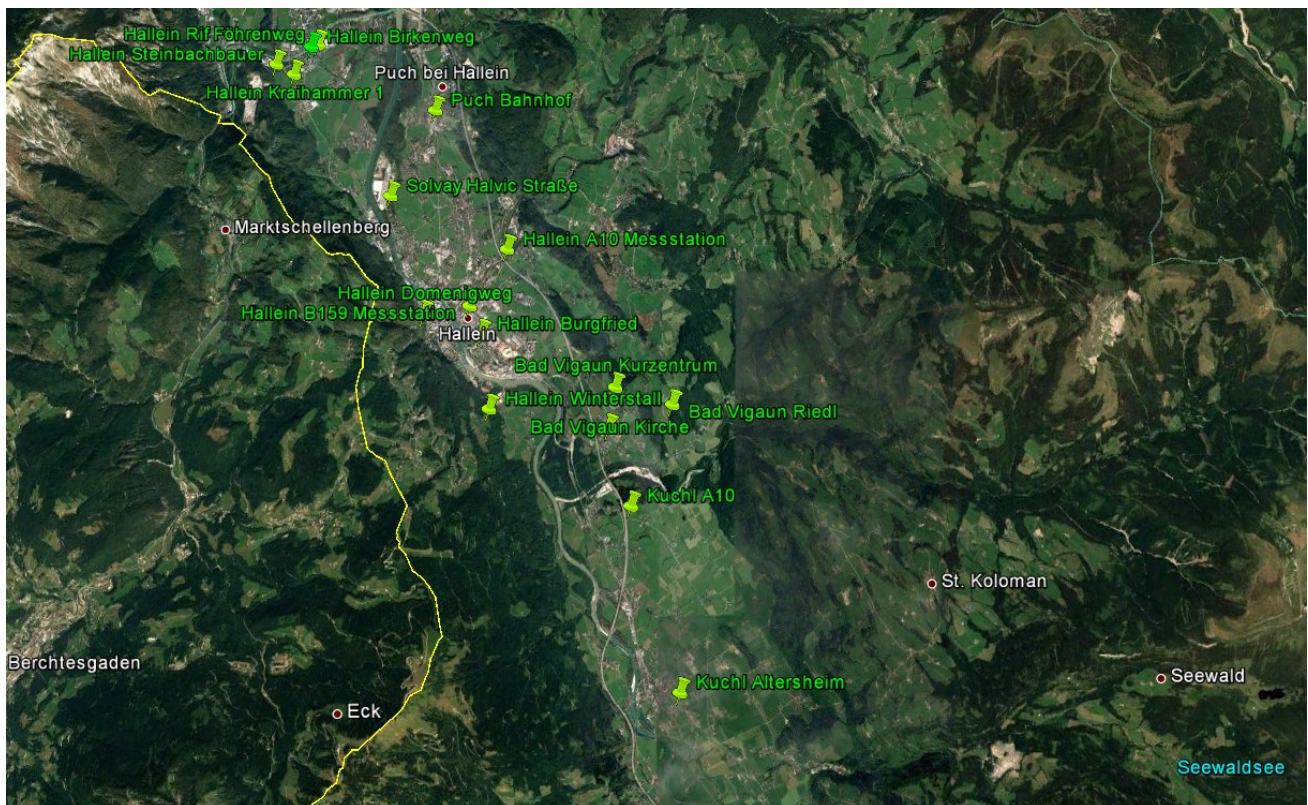 Hallein Rif Föhrenweg
Hallein Birkenweg
Hallein Steinbachbauer
Puch bei Hallein
Hallein Kraihammer 1
Puch Bahnhof
Solvay Halvic Straße
Marktschellenberg
Hallein A10 Messstation
Hallein Domenigweg
Hallein B159 Messstation
Hallein Burgfried
Hallein
Bad Vigaun Kurzentrum
Hallein Winterstall
Bad Vigaun Riedl
Bad Vigaun Kirche
Kuchl A10
St. Koloman
Berchtesgaden
Seewald
Kuchl Altersheim
Eck
Seewaldsee